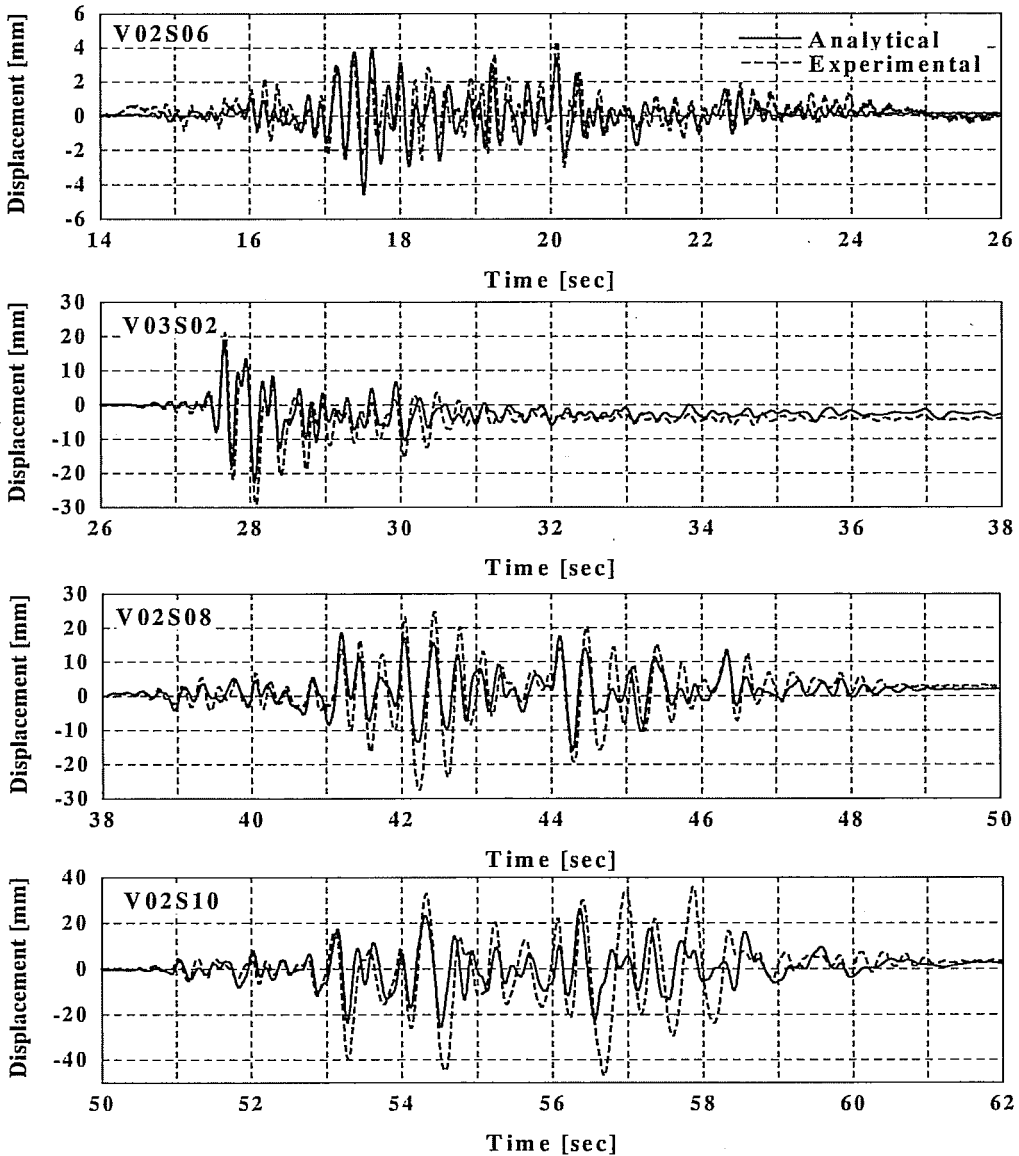 Displacement [mm]
6
4
2
0
-2
-4
-6
V02S06
Analytical
Experimental
14 16 18 20 22 24 26
Time [sec]
Displacement [mm]
30
20
10
0
-10
-20
-30
V03S02
26 28 30 32 34 36 38
Time [sec]
Displacement [mm]
30
20
10
0
-10
-20
-30
V02S08
38 40 42 44 46 48 50
Time [sec]
Displacement [mm]
40
20
0
-20
-40
V02S10
50 52 54 56 58 60 62
Time [sec]